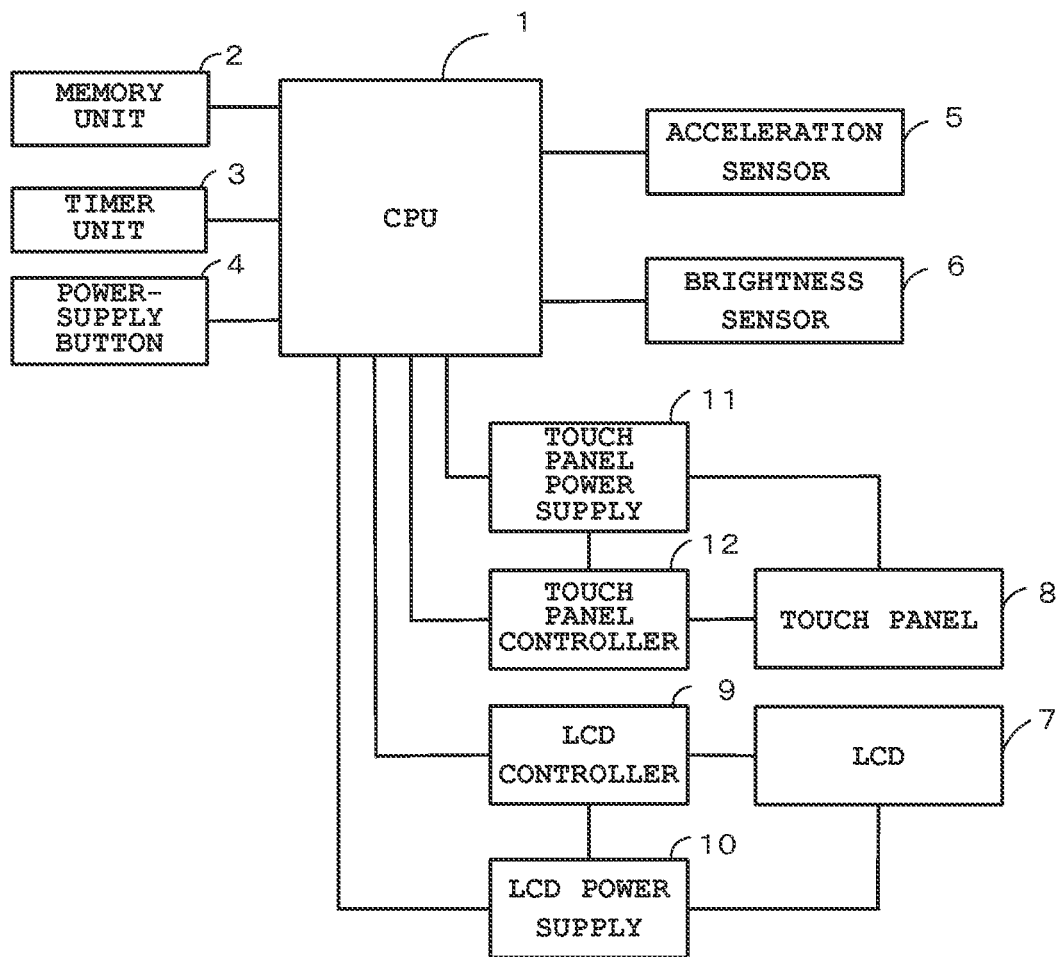 1
2
MEMORY
UNIT
3
TIMER
UNIT
4
POWER-
SUPPLY
BUTTON
CPU
ACCELERATION
SENSOR
5
BRIGHTNESS
SENSOR
6
11
TOUCH
PANEL
POWER
SUPPLY
12
TOUCH
PANEL
CONTROLLER
TOUCH PANEL
8
9
LCD
CONTROLLER
LCD
7
10
LCD POWER
SUPPLY